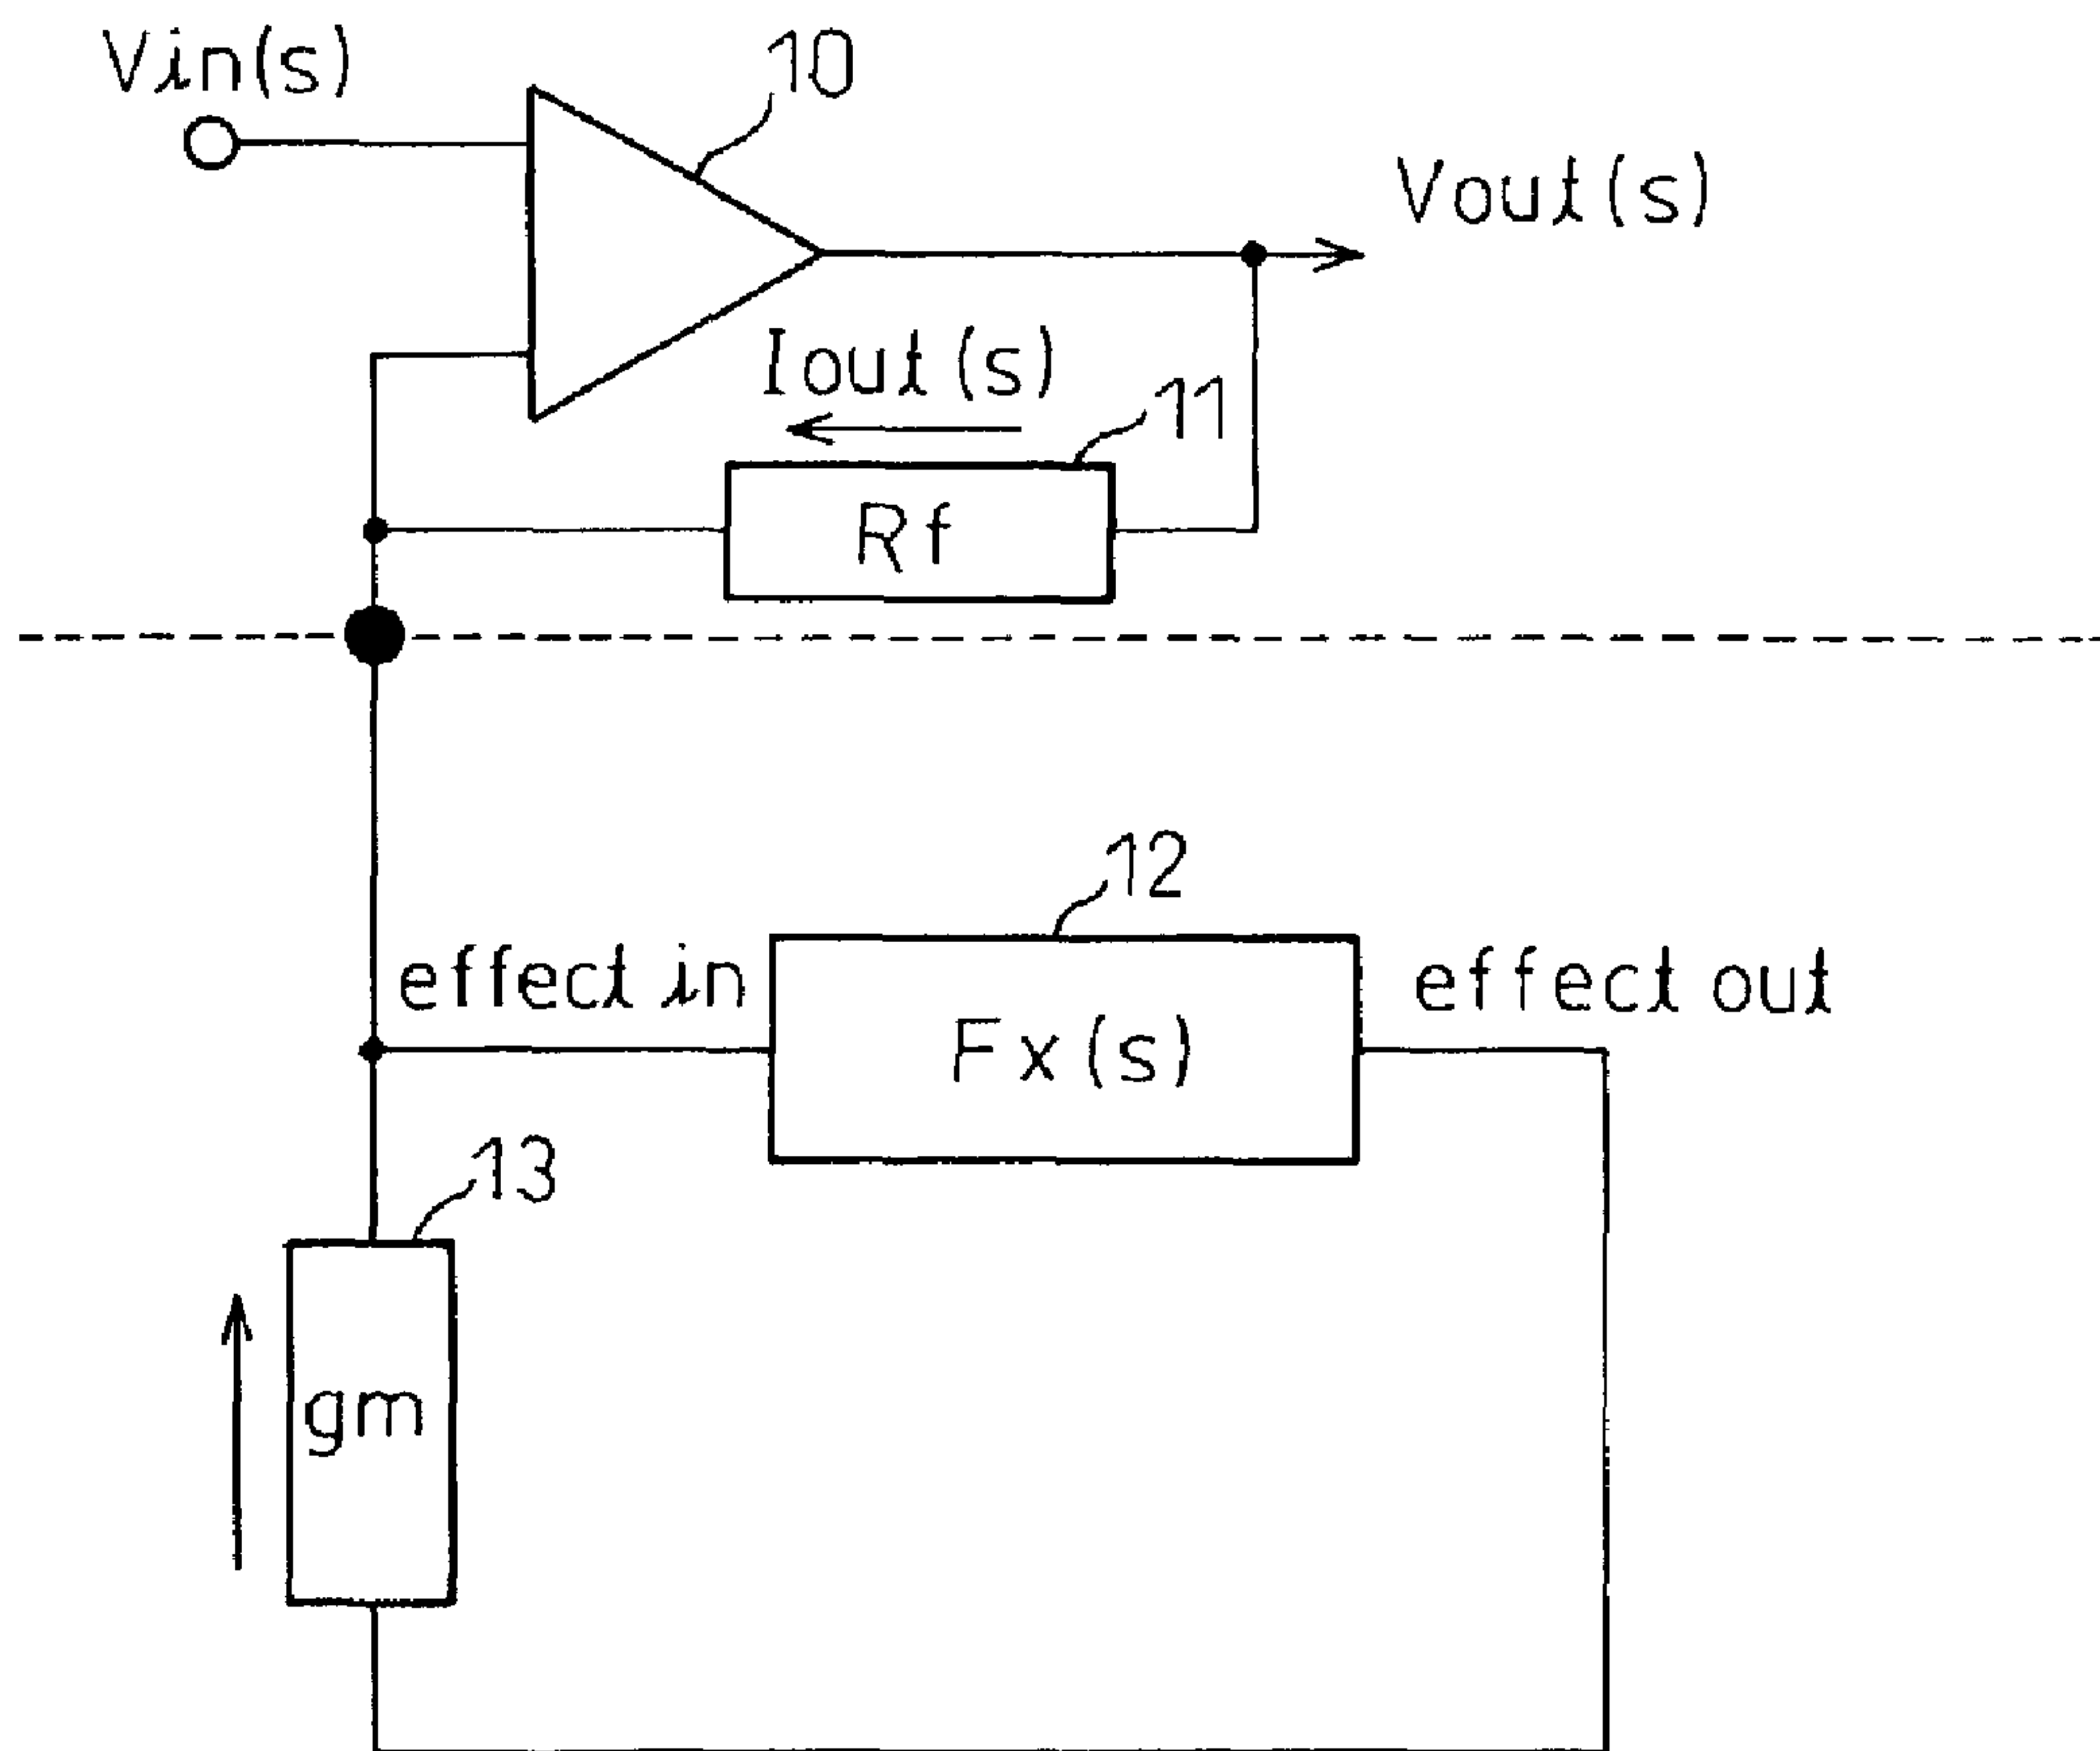 Vin(s)
10
Vout(s)
Iout(s)
11
Rf
12
effect in
Fx(s)
effect out
13
gm